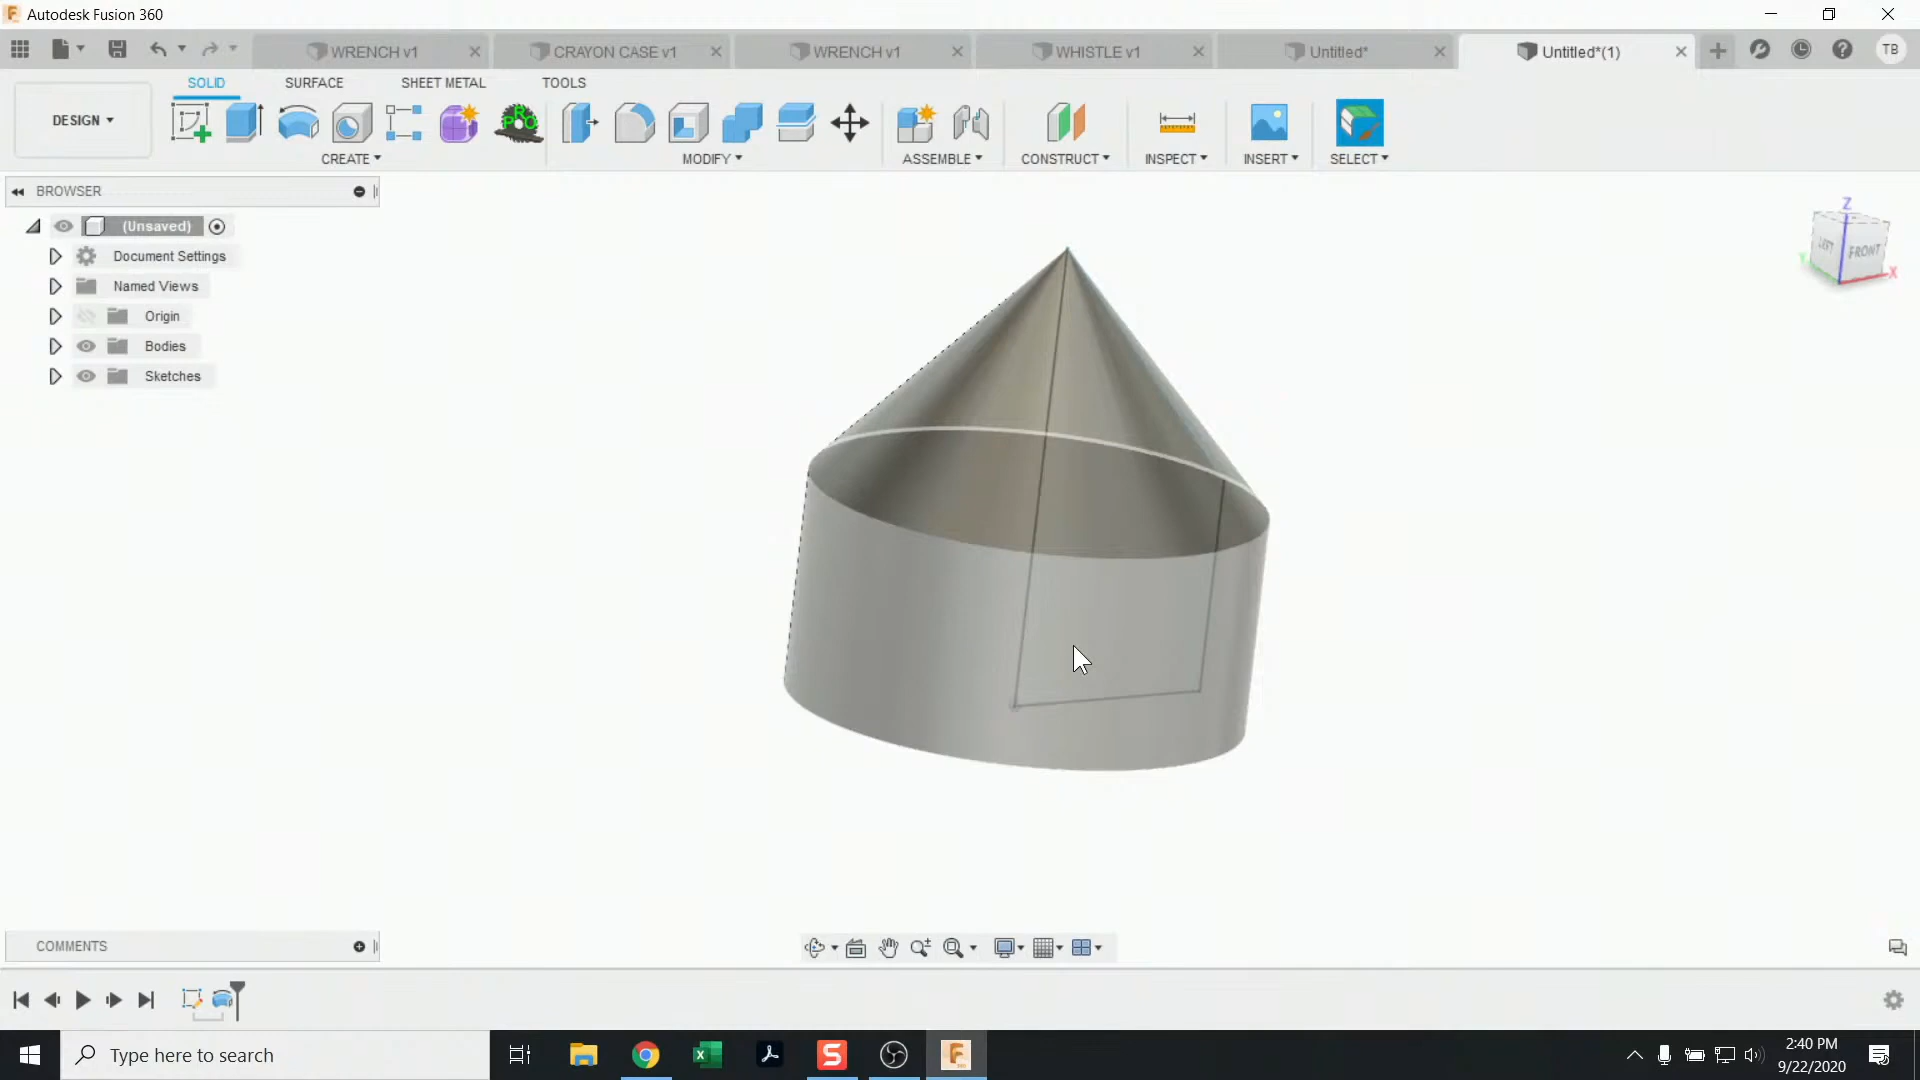 Autodesk Fusion 360
WRENCH v1
CRAYON CASE v1
WRENCH v1
WHISTLE v1
Untitled*
Untitled*(1)
TB
SOLID
SURFACE
SHEET METAL
TOOLS
DESIGN
PRO
CREATE
MODIFY
ASSEMBLE
CONSTRUCT
INSPECT
INSERT
SELECT
BROWSER
(Unsaved)
Document Settings
Named Views
Origin
Bodies
Sketches
Z
LEFT
FRONT
Y
X
COMMENTS
Type here to search
2:40 PM
9/22/2020